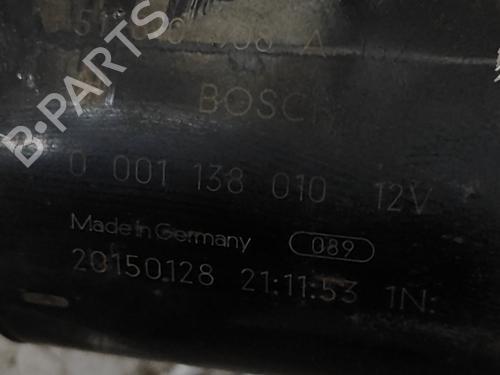 BOSCH
0 001 138 010 12V
Made in Germany 089
20150128 21:11:53 1N:
B-PARTS